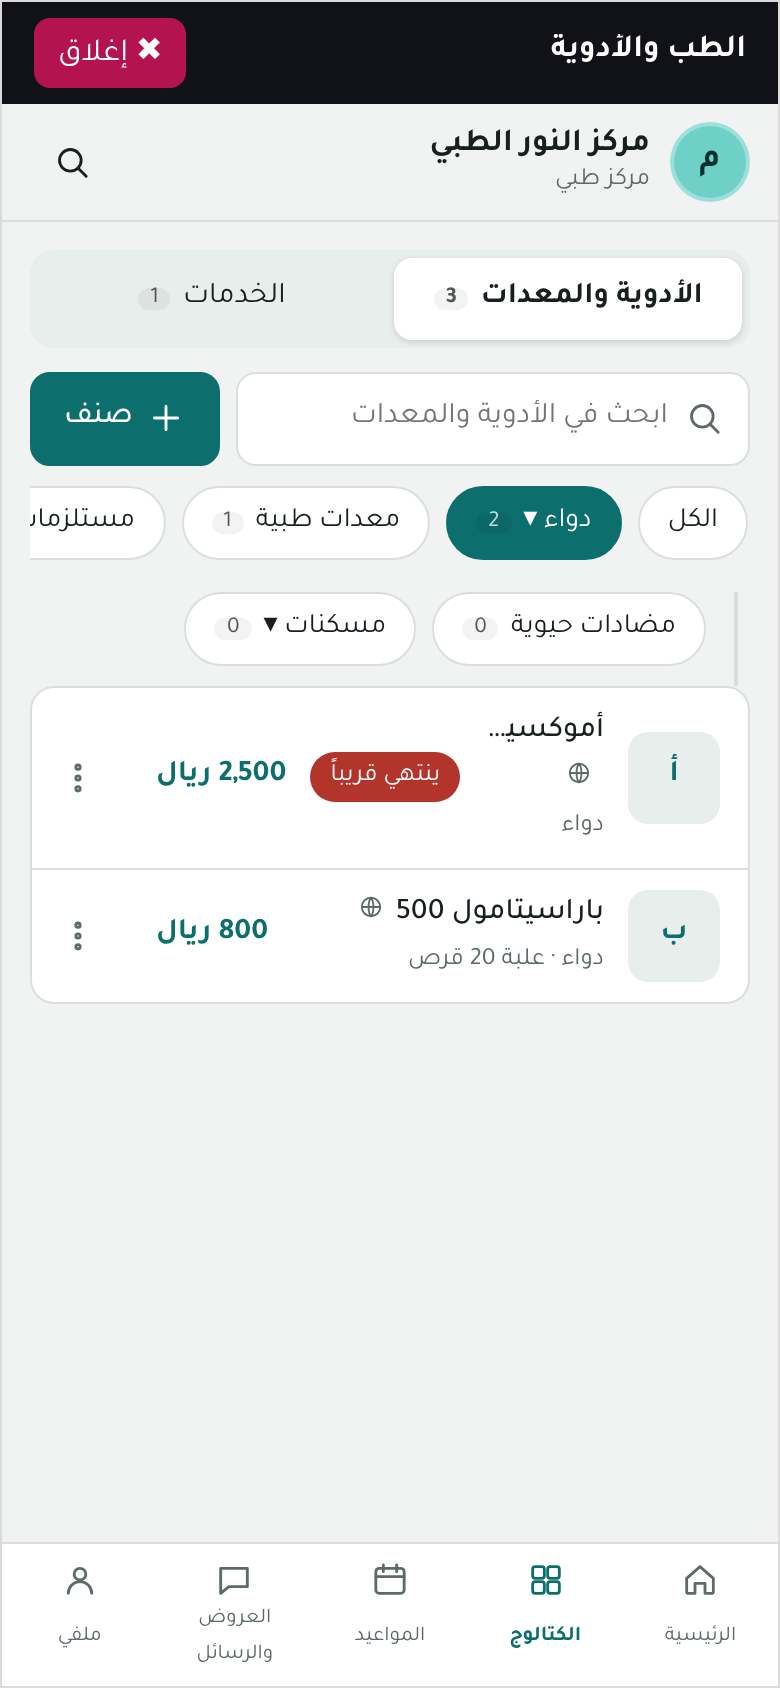 الطب والأدوية
✖ إغلاق
م
مركز النور الطبي
مركز طبي
الأدوية والمعدات 3
الخدمات 1
ابحث في الأدوية والمعدات
+ صنف
الكل
دواء ▼ 2
معدات طبية 1
مستلزمات
مضادات حيوية 0
مسكنات ▼ 0
أ
أموكسيـ...
دواء
ينتهي قريباً
2,500 ريال
ب
باراسيتامول 500
دواء · علبة 20 قرص
800 ريال
الرئيسية
الكتالوج
المواعيد
العروض
والرسائل
ملفي